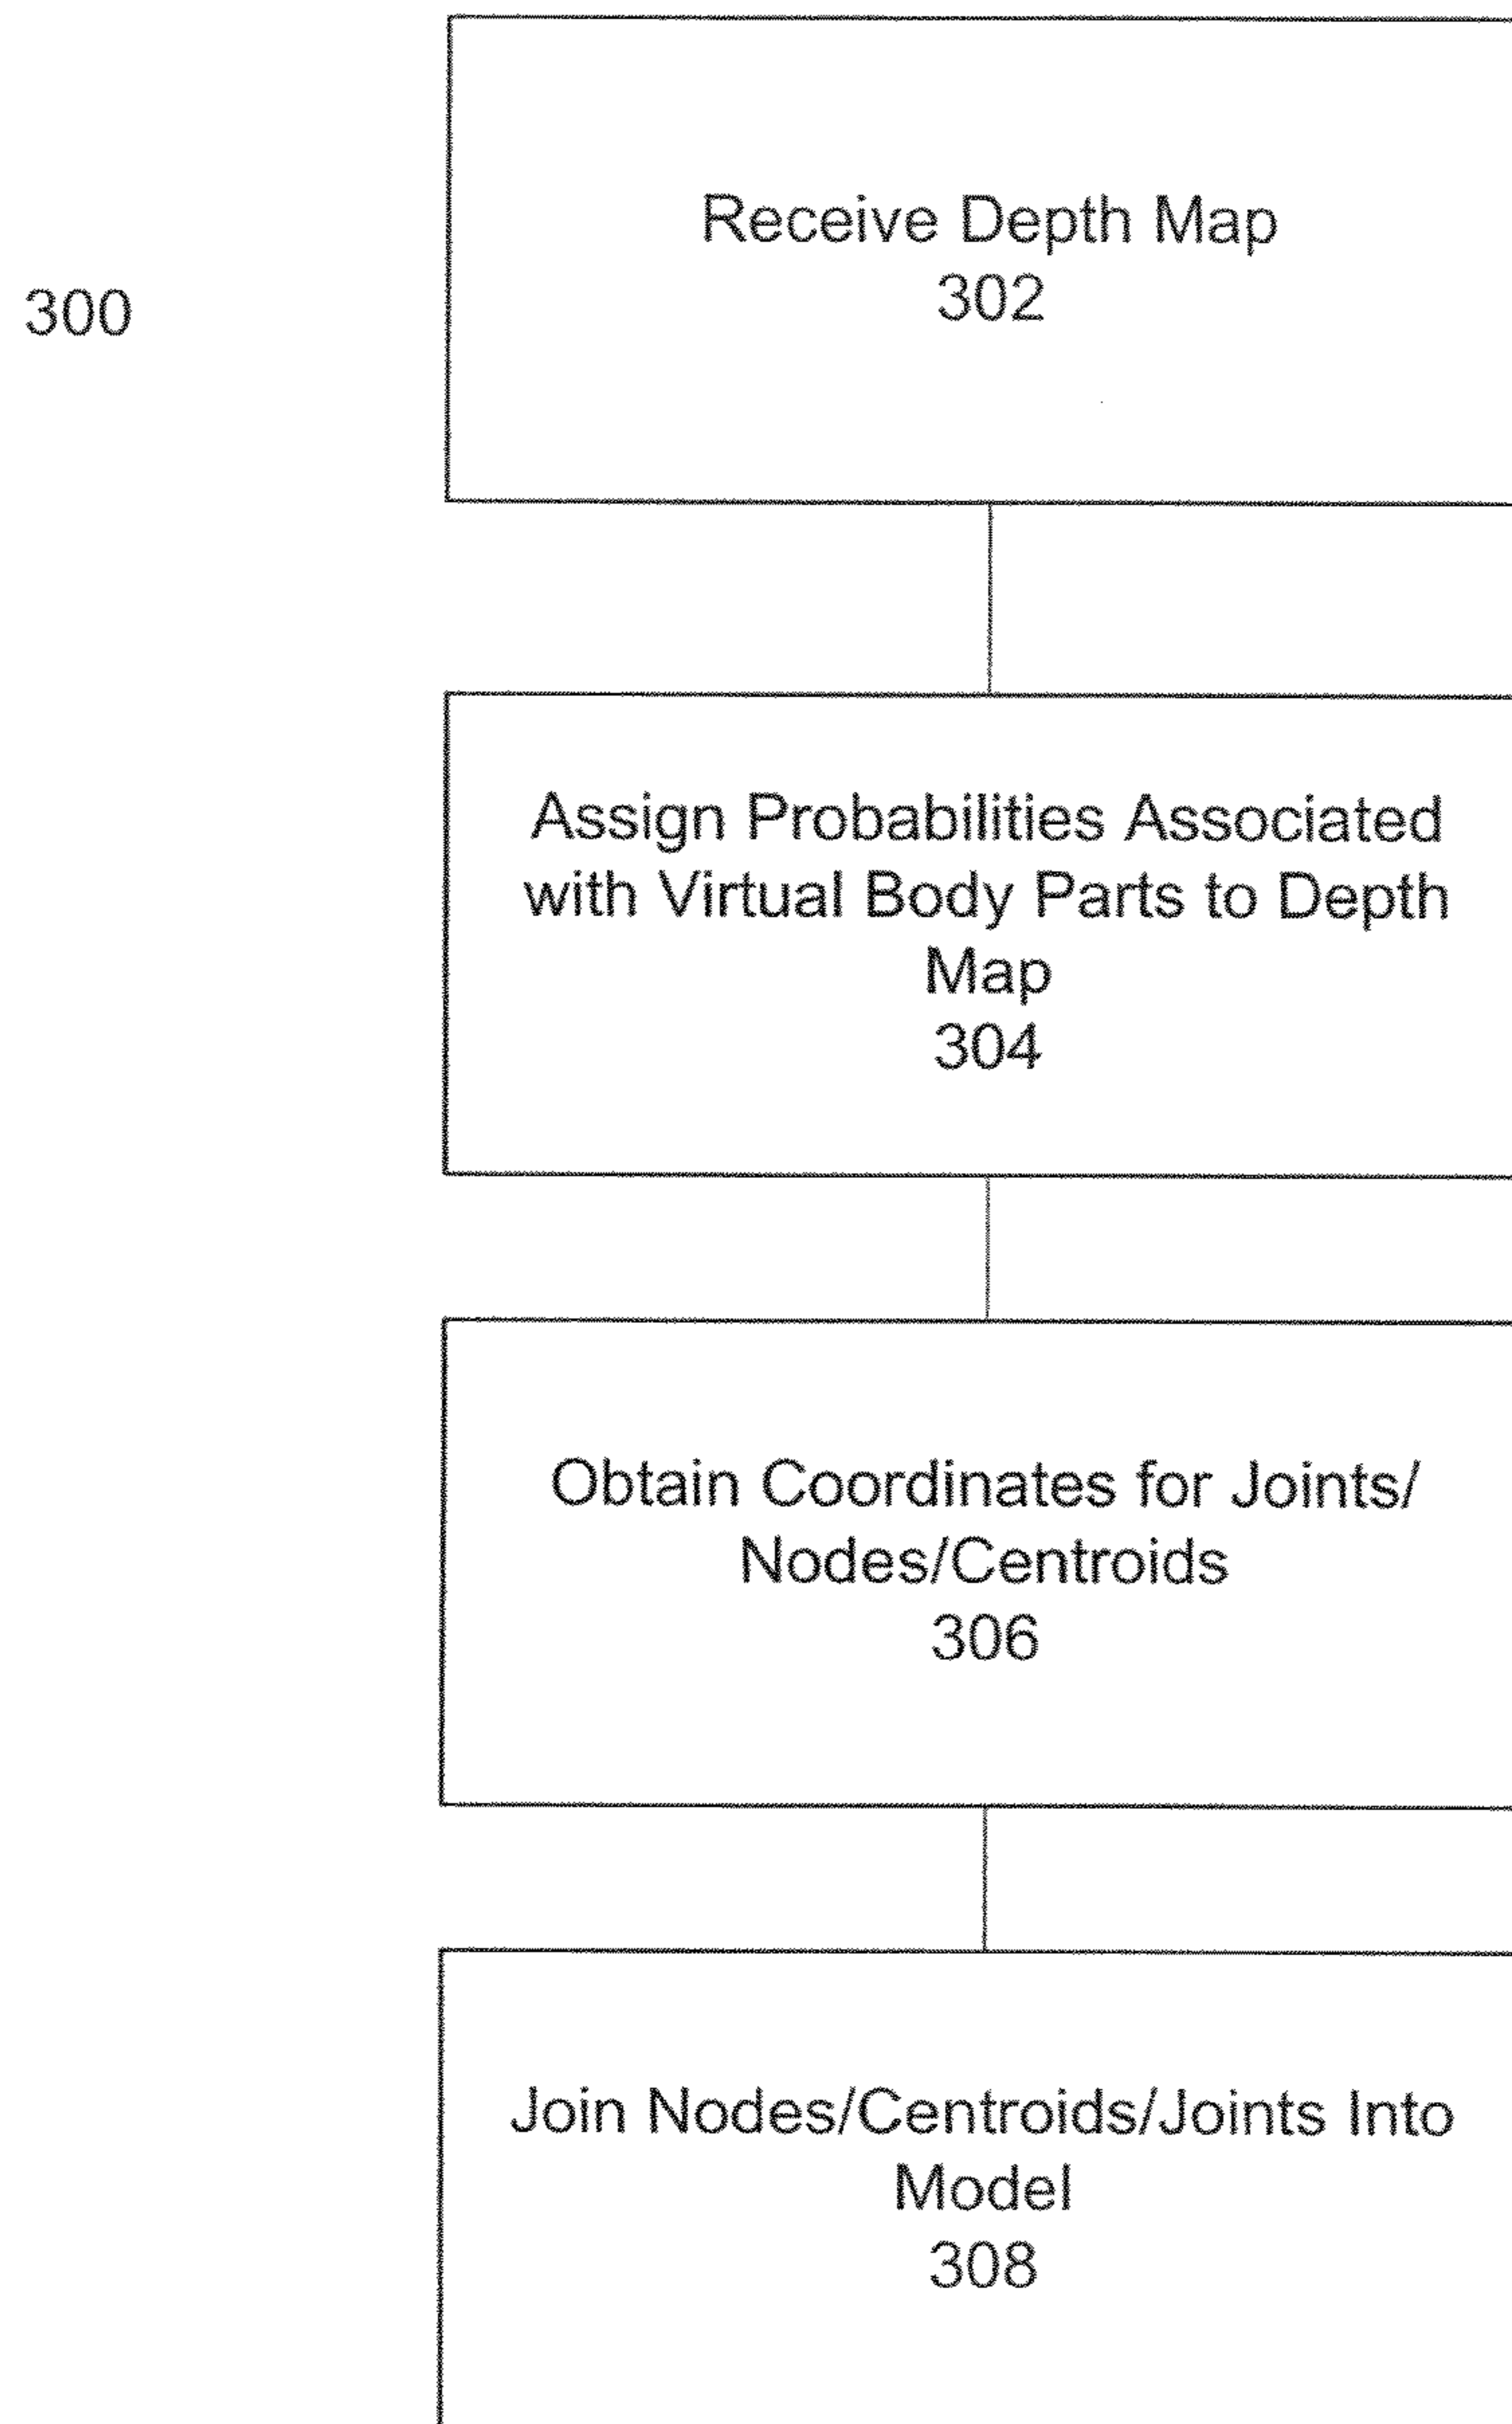 300
Receive Depth Map
302
Assign Probabilities Associated
with Virtual Body Parts to Depth
Map
304
Obtain Coordinates for Joints/
Nodes/Centroids
306
Join Nodes/Centroids/Joints Into
Model
308